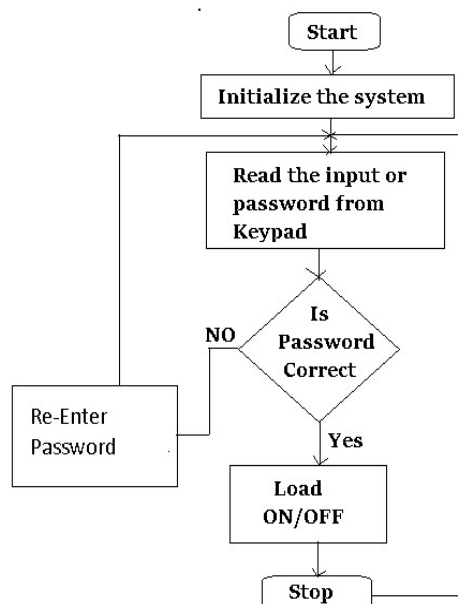 Start
Initialize the system
Read the input or
password from
Keypad
Is
Password
Correct
NO
Re-Enter
Password
Yes
Load
ON/OFF
Stop